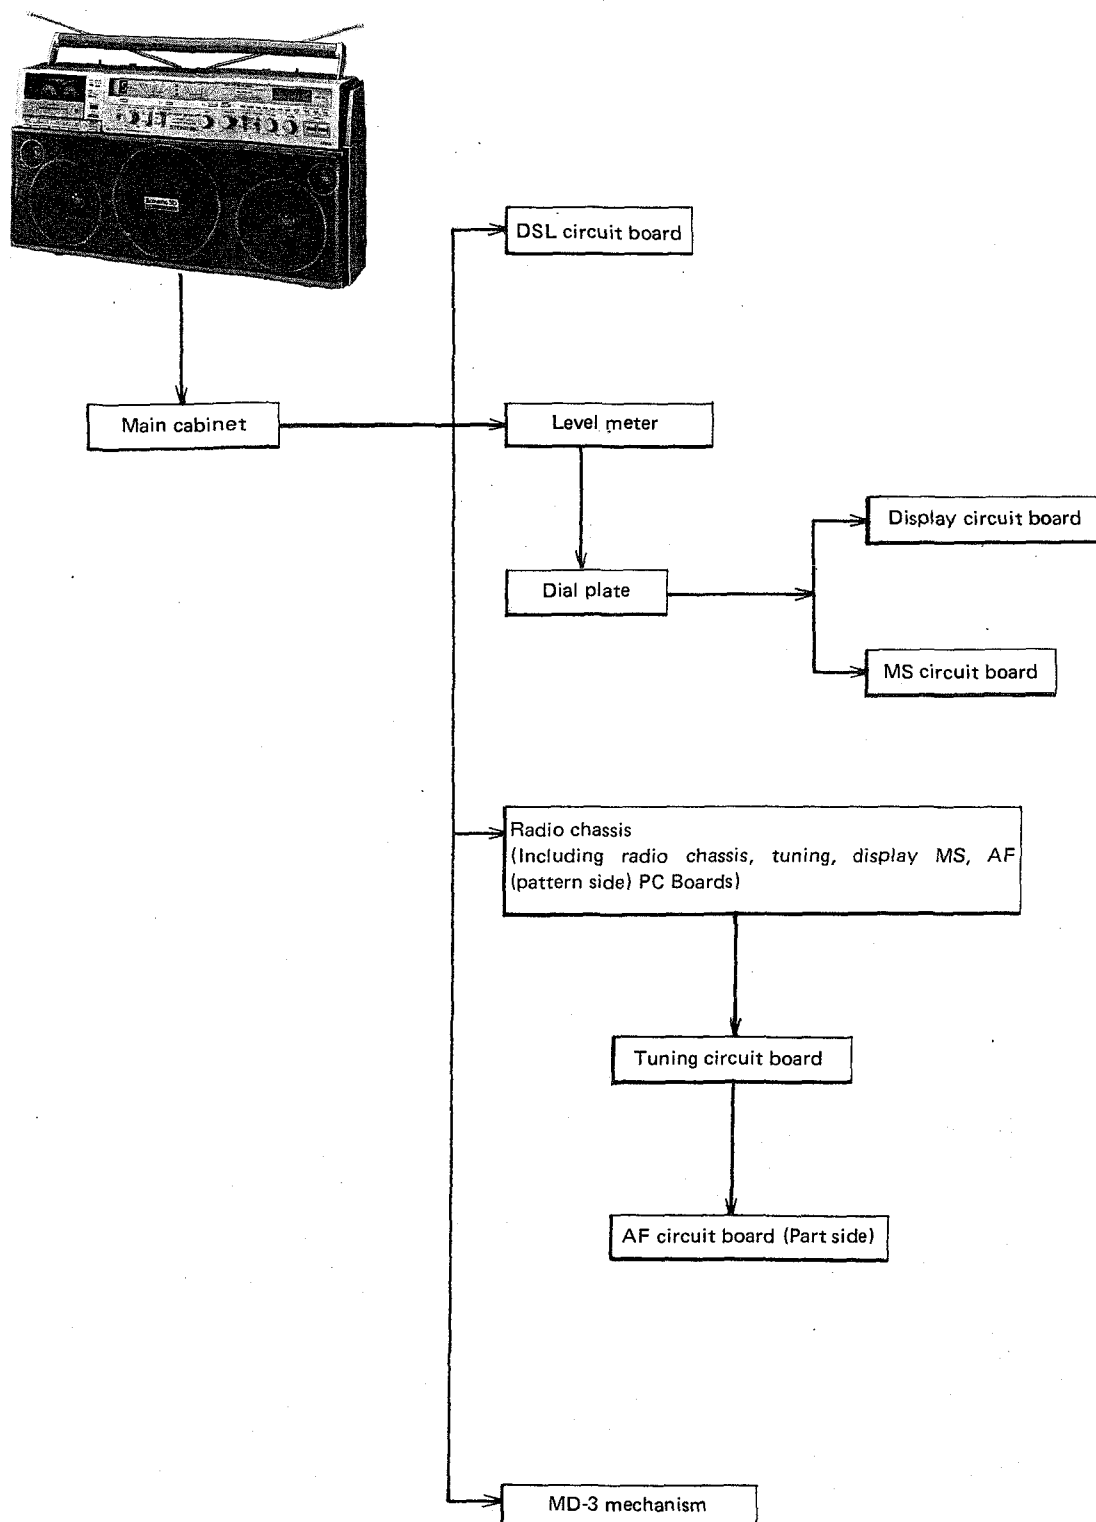 DSL circuit board
Main cabinet
Level meter
Display circuit board
Dial plate
MS circuit board
Radio chassis
(Including radio chassis, tuning, display MS, AF
(pattern side) PC Boards)
Tuning circuit board
AF circuit board (Part side)
MD-3 mechanism